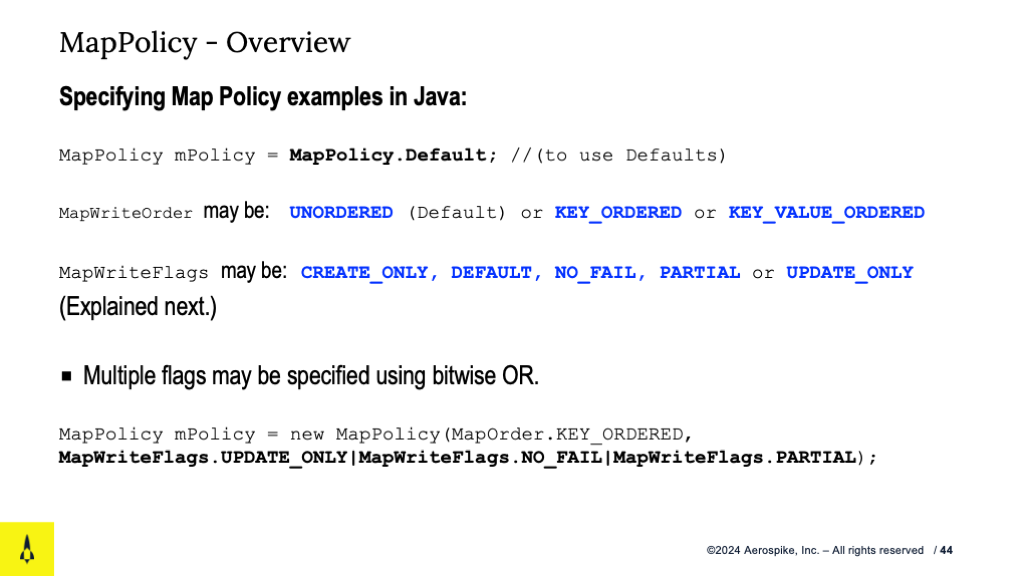 MapPolicy - Overview
Specifying Map Policy examples in Java:
MapPolicy mPolicy = MapPolicy.Default; //(to use Defaults)
MapWriteOrder may be: UNORDERED (Default) or KEY_ORDERED or KEY_VALUE_ORDERED
MapWriteFlags may be: CREATE_ONLY, DEFAULT, NO_FAIL, PARTIAL or UPDATE_ONLY
(Explained next.)
▪ Multiple flags may be specified using bitwise OR.
MapPolicy mPolicy = new MapPolicy(MapOrder.KEY_ORDERED,
MapWriteFlags.UPDATE_ONLY|MapWriteFlags.NO_FAIL|MapWriteFlags.PARTIAL);
©2024 Aerospike, Inc. – All rights reserved / 44